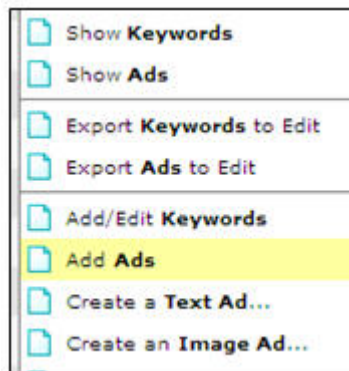 Show Keywords
Show Ads
Export Keywords to Edit
Export Ads to Edit
Add/Edit Keywords
Add Ads
Create a Text Ad...
Create an Image Ad...